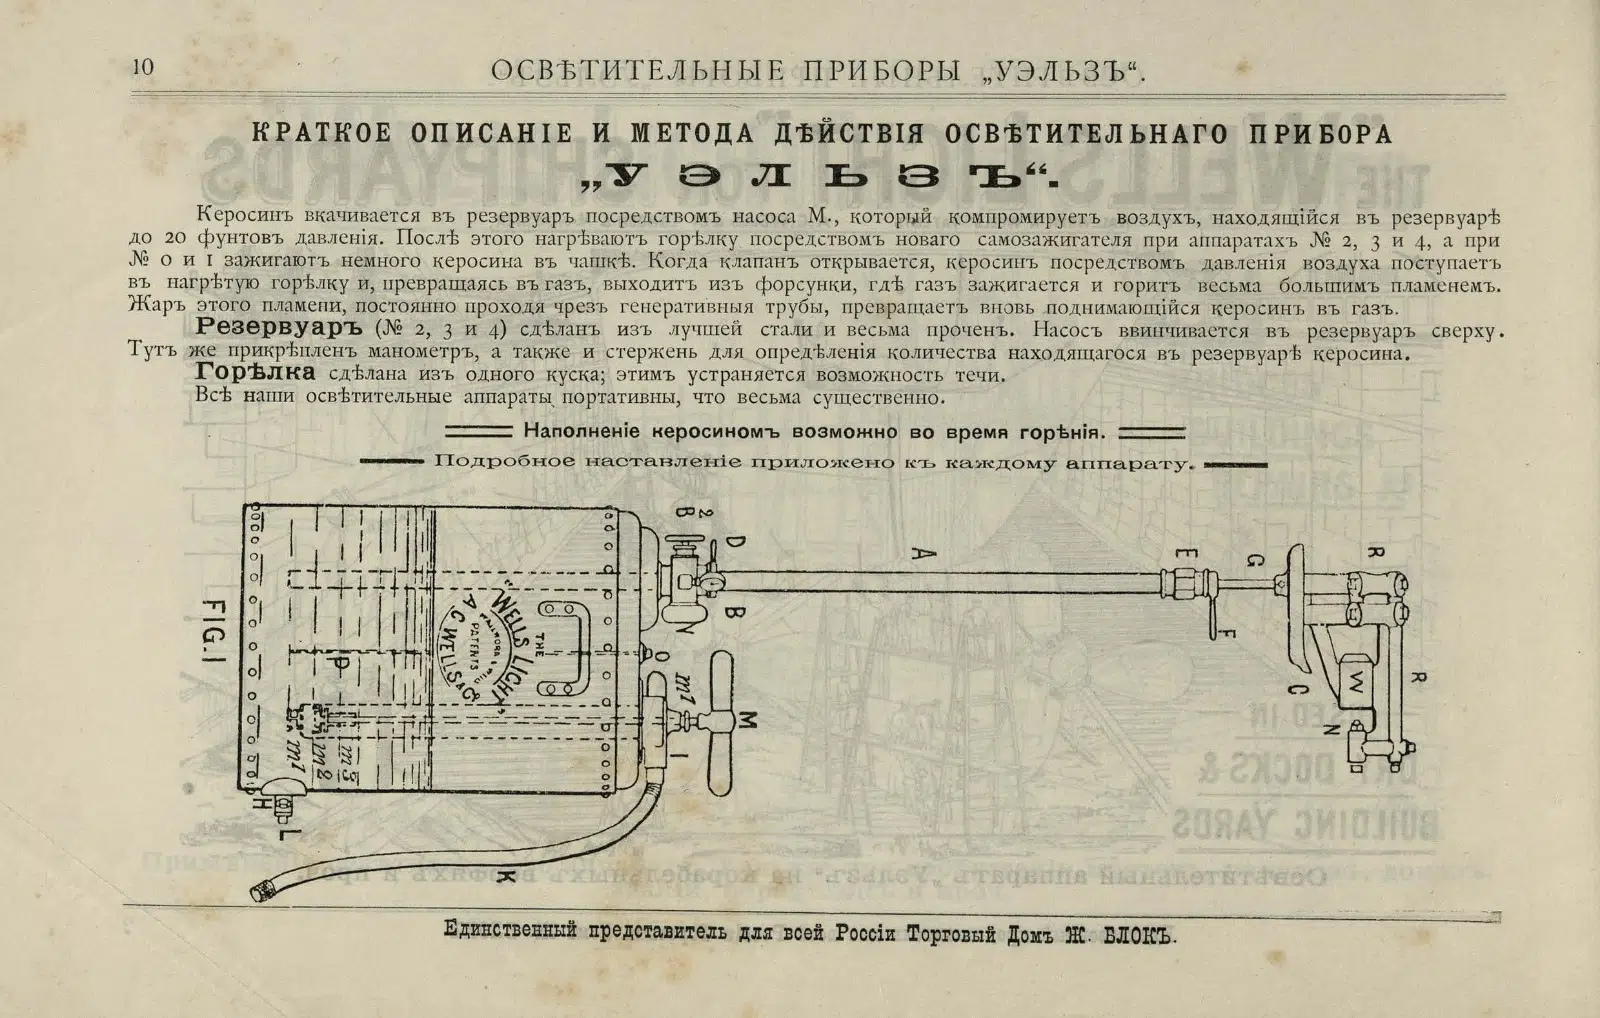 10
ОСВѢТИТЕЛЬНЫЕ ПРИБОРЫ „УЭЛЬЗЪ“.
КРАТКОЕ ОПИСАНІЕ И МЕТОДА ДѢЙСТВІЯ ОСВѢТИТЕЛЬНАГО ПРИБОРА
„УЭЛЬЗЪ“.
Керосинъ вкачивается въ резервуаръ посредствомъ насоса М., который компромируетъ воздухъ, находящійся въ резервуарѣ
до 20 фунтовъ давленія. Послѣ этого нагрѣваютъ горѣлку посредствомъ новаго самозажигателя при аппаратахъ № 2, 3 и 4, а при
№ 0 и 1 зажигаютъ немного керосина въ чашкѣ. Когда клапанъ открывается, керосинъ посредствомъ давленія воздуха поступаетъ
въ нагрѣтую горѣлку и, превращаясь въ газъ, выходитъ изъ форсунки, гдѣ газъ зажигается и горитъ весьма большимъ пламенемъ.
Жаръ этого пламени, постоянно проходя чрезъ генеративныя трубы, превращаетъ вновь поднимающійся керосинъ въ газъ.
Резервуаръ (№ 2, 3 и 4) сдѣланъ изъ лучшей стали и весьма проченъ. Насосъ ввинчивается въ резервуаръ сверху.
Тутъ же прикрѣпленъ манометръ, а также и стержень для опредѣленія количества находящагося въ резервуарѣ керосина.
Горѣлка сдѣлана изъ одного куска; этимъ устраняется возможность течи.
Всѣ наши освѣтительные аппараты портативны, что весьма существенно.
Наполненіе керосиномъ возможно во время горѣнія.
Подробное наставленіе приложено къ каждому аппарату.
FIG. 1
B 2
D
A
E
G
R
R
B
F
C
W
N
N
O
m1
M
I
P
THE
"WELLS LIGHT"
PATENTS
A C WELLS & Co
m1
m2
m3
H
L
K
Единственный представитель для всей Россіи Торговый Домъ Ж. БЛОКЪ.